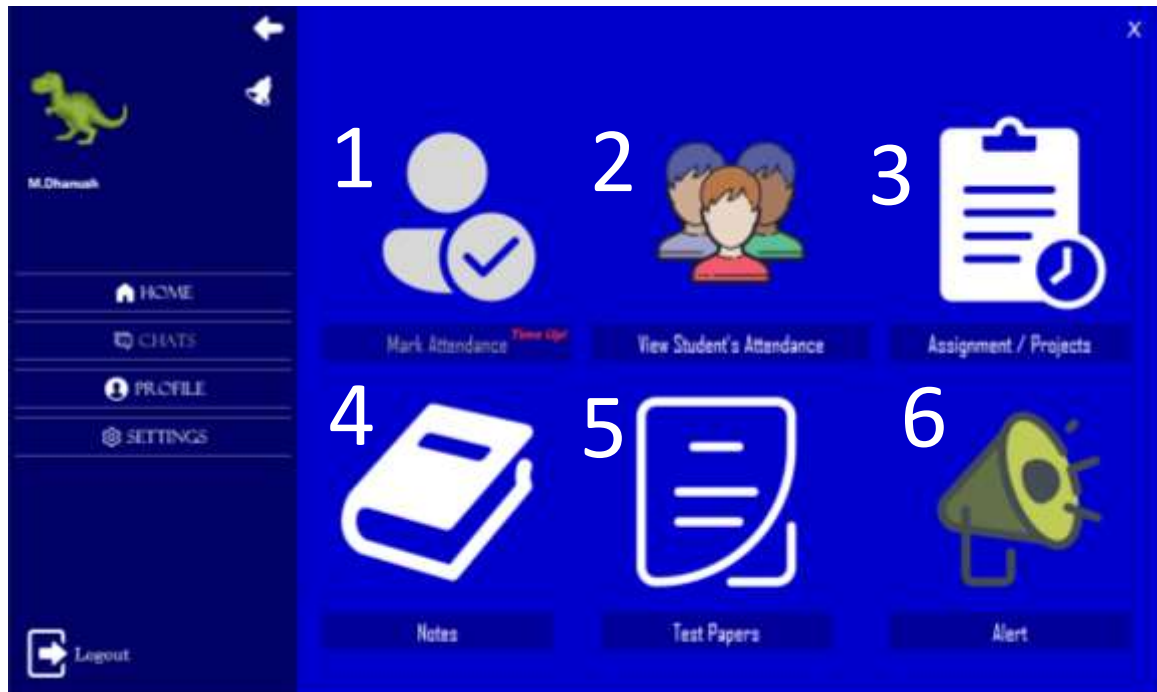 X
M.Dhanush
HOME
CHATS
PROFILE
SETTINGS
Logout
1
2
3
Mark Attendance Time Up!
View Student's Attendance
Assignment / Projects
4
5
6
Notes
Test Papers
Alert